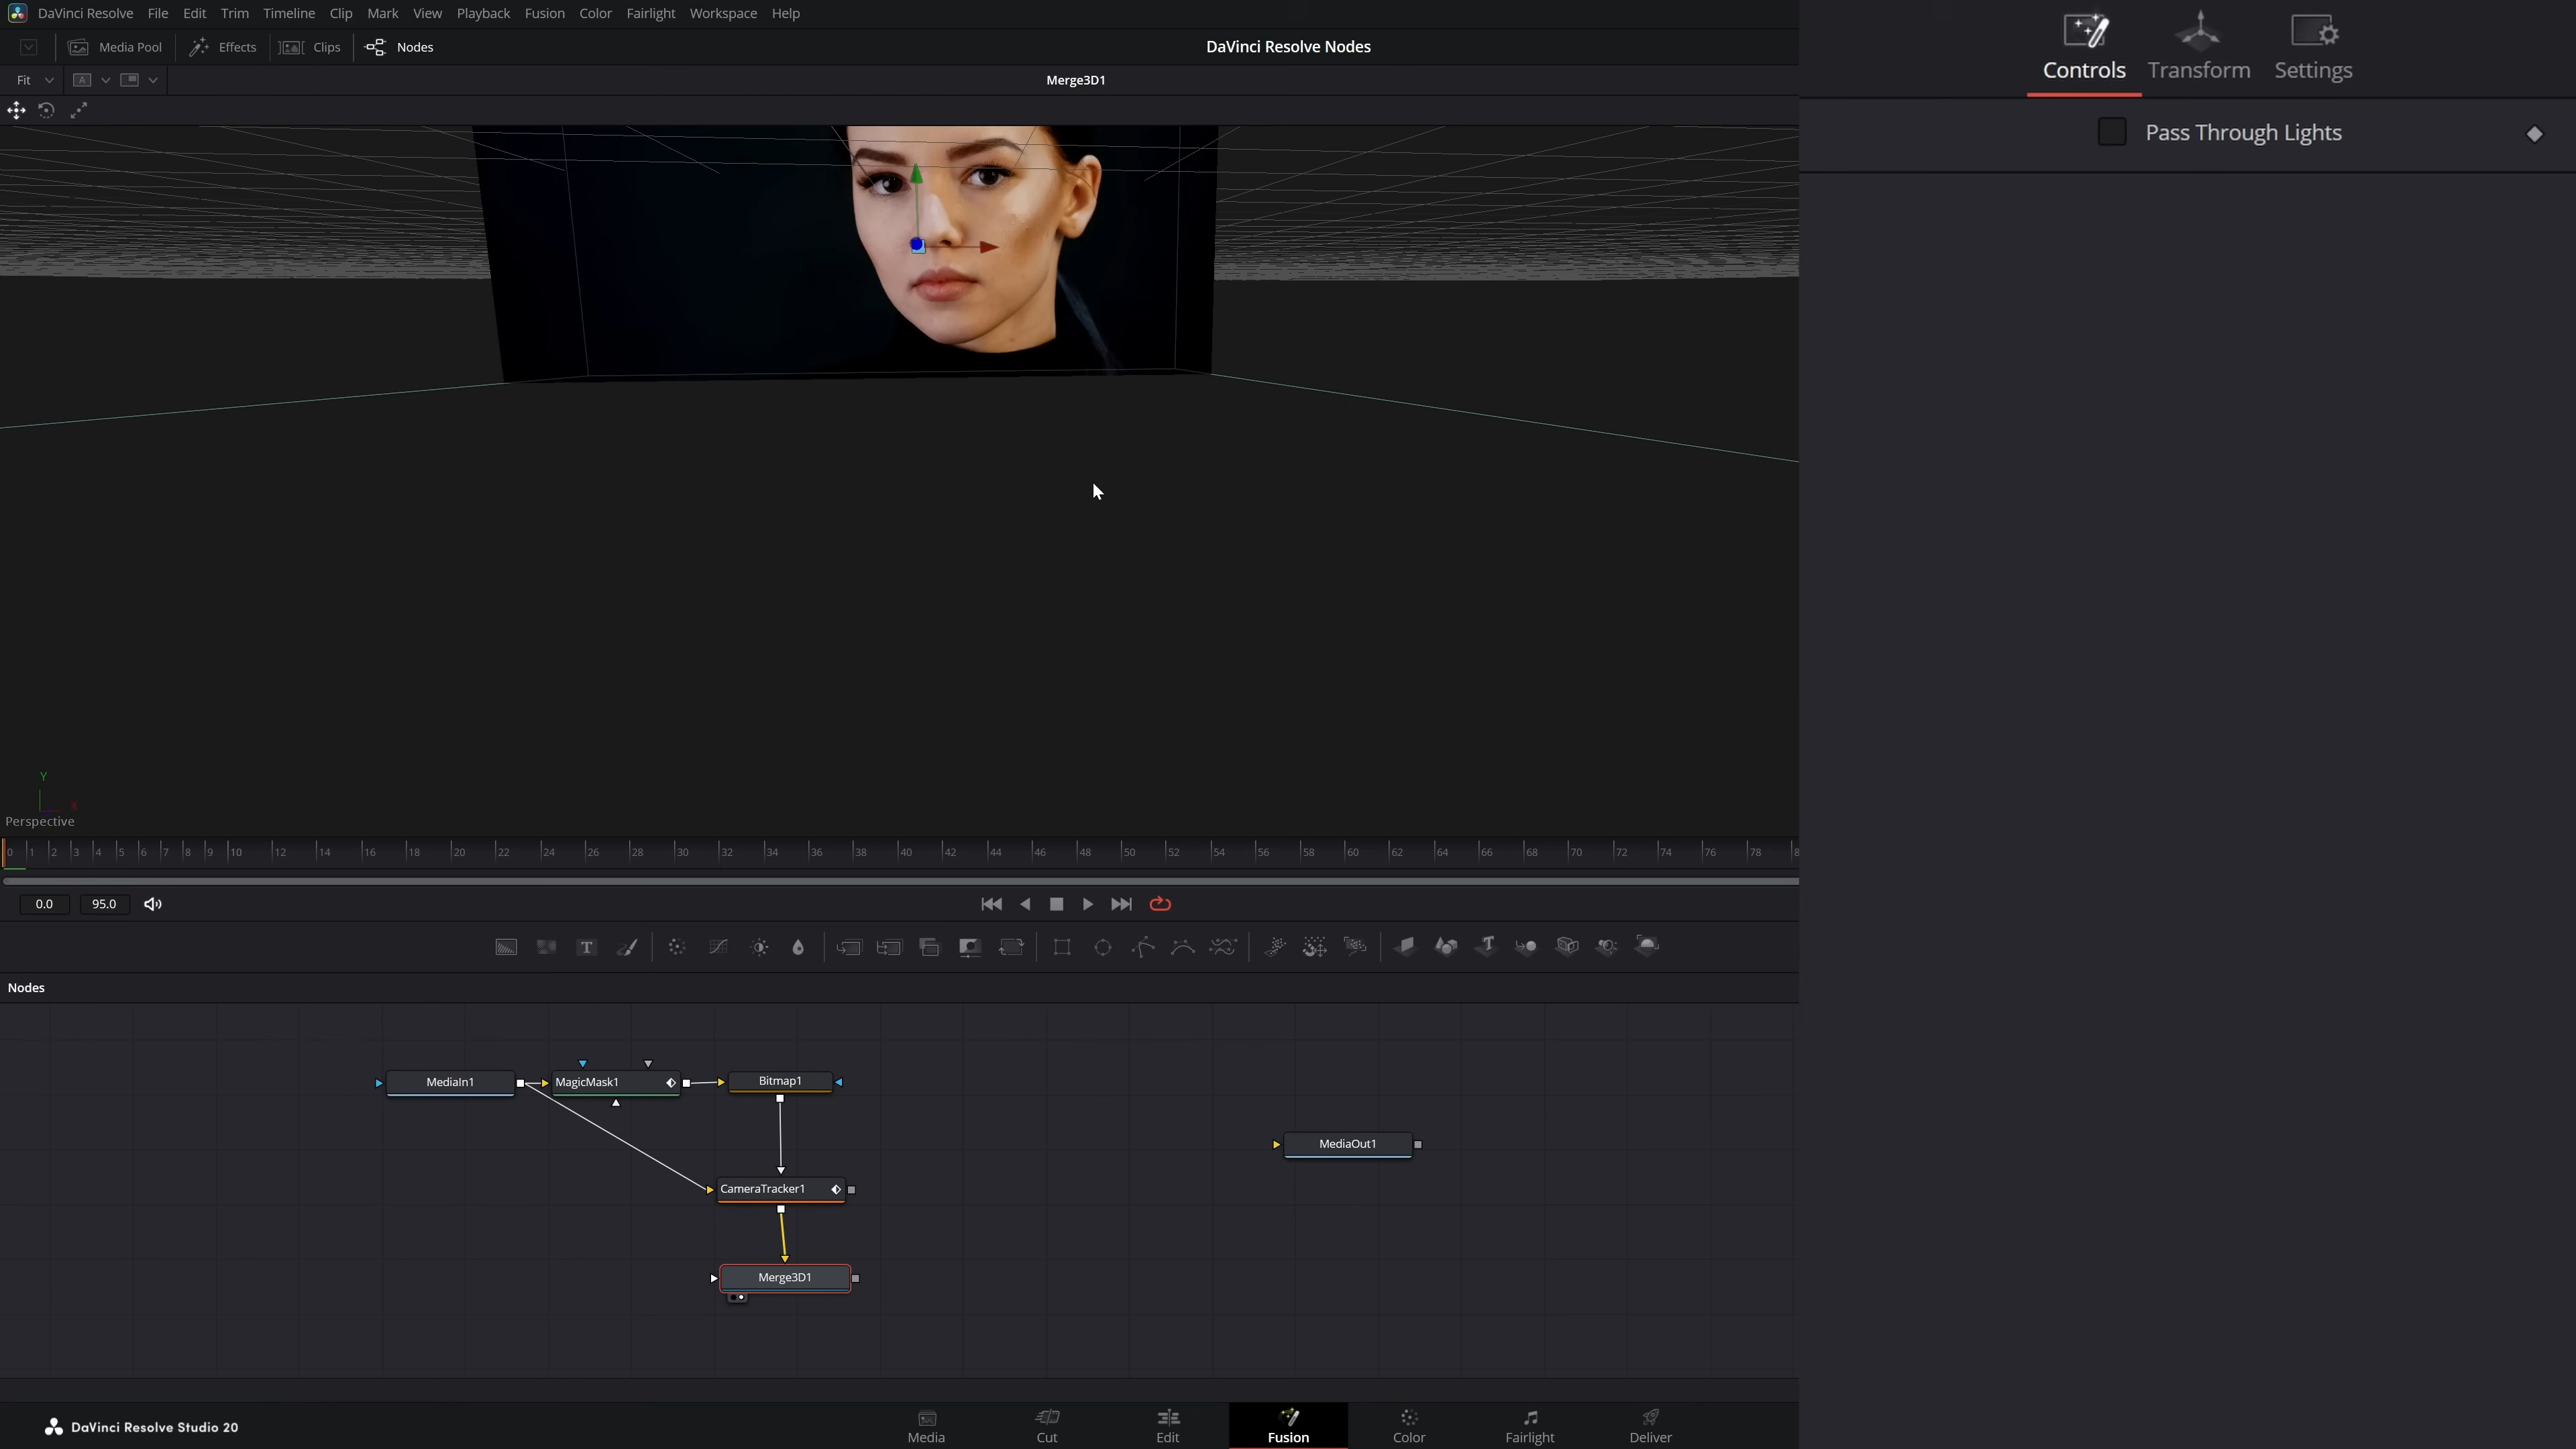 DaVinci Resolve File Edit Trim Timeline Clip Mark View Playback Fusion Color Fairlight Workspace Help
Media Pool Effects Clips Nodes DaVinci Resolve Nodes
Fit A Merge3D1
Controls Transform Settings
Pass Through Lights
Y
X
Perspective
0 1 2 3 4 5 6 7 8 9 10 12 14 16 18 20 22 24 26 28 30 32 34 36 38 40 42 44 46 48 50 52 54 56 58 60 62 64 66 68 70 72 74 76 78
0.0 95.0
T T
Nodes
MediaIn1 MagicMask1 Bitmap1
MediaOut1
CameraTracker1
Merge3D1
DaVinci Resolve Studio 20
Media Cut Edit Fusion Color Fairlight Deliver